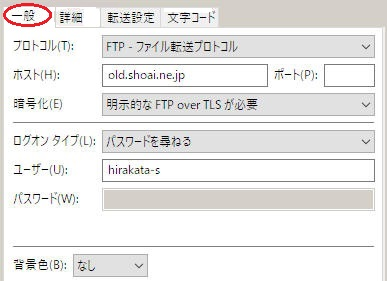 一般 詳細 転送設定 文字コード
プロトコル(T): FTP - ファイル転送プロトコル
ホスト(H): old.shoai.ne.jp ポート(P):
暗号化(E) 明示的な FTP over TLS が必要
ログオン タイプ(L): パスワードを尋ねる
ユーザー(U): hirakata-s
パスワード(W):
背景色(B): なし